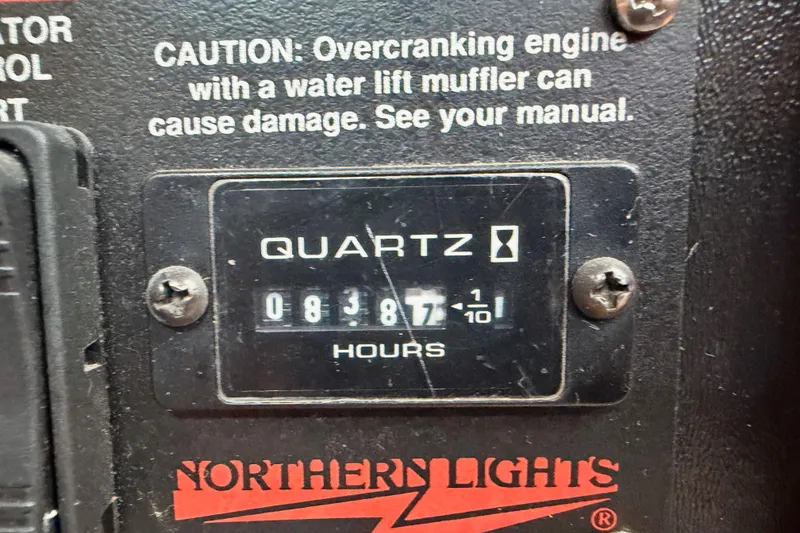 ATOR
ROL
RT
CAUTION: Overcranking engine
with a water lift muffler can
cause damage. See your manual.
QUARTZ
0 8 3 8 7 1/10
HOURS
NORTHERN LIGHTS
®